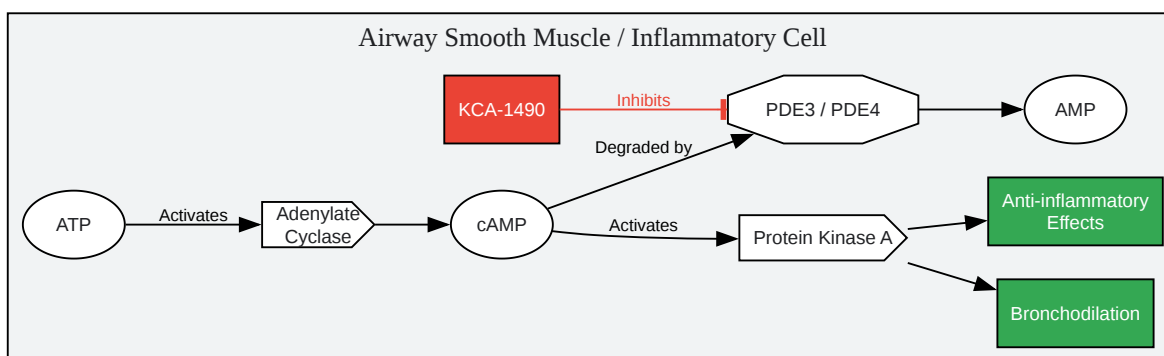 Airway Smooth Muscle / Inflammatory Cell
KCA-1490
Inhibits
PDE3 / PDE4
AMP
Degraded by
ATP
Activates
Adenylate
Cyclase
cAMP
Activates
Protein Kinase A
Anti-inflammatory
Effects
Bronchodilation